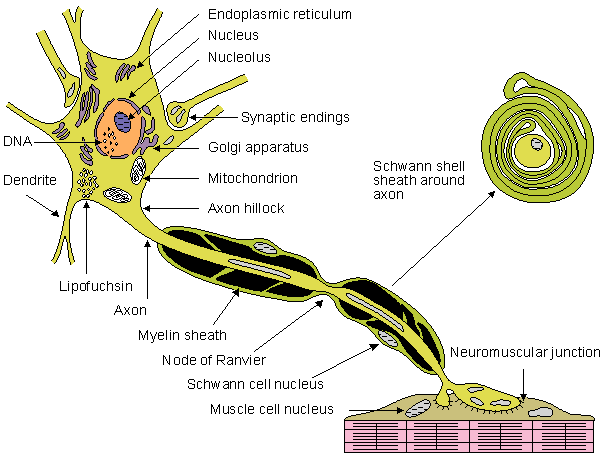 Endoplasmic reticulum
Nucleus
Nucleolus
Synaptic endings
DNA
Golgi apparatus
Schwann shell
sheath around
axon
Dendrite
Mitochondrion
Axon hillock
Lipofuchsin
Axon
Myelin sheath
Node of Ranvier
Neuromuscular junction
Schwann cell nucleus
Muscle cell nucleus